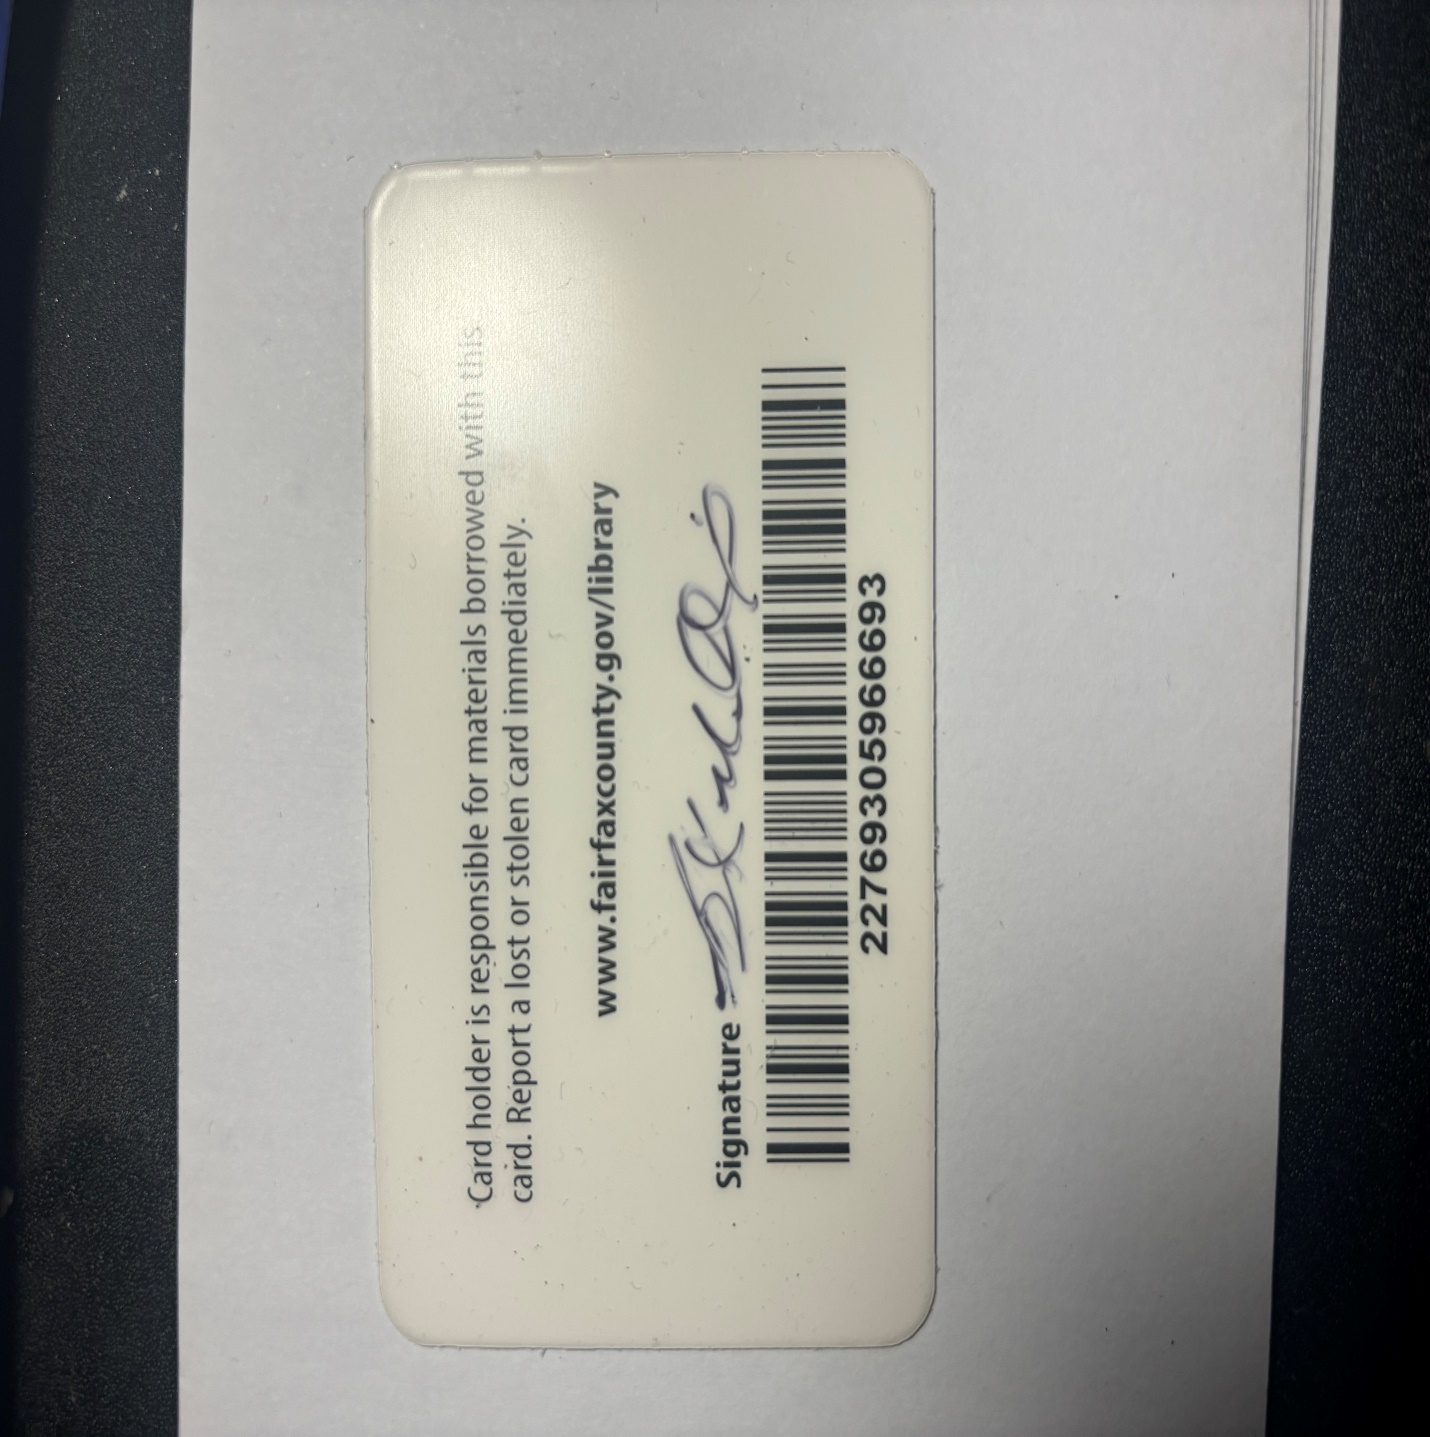 Card holder is responsible for materials borrowed with this
card. Report a lost or stolen card immediately.
www.fairfaxcounty.gov/library
Signature
22769305966693